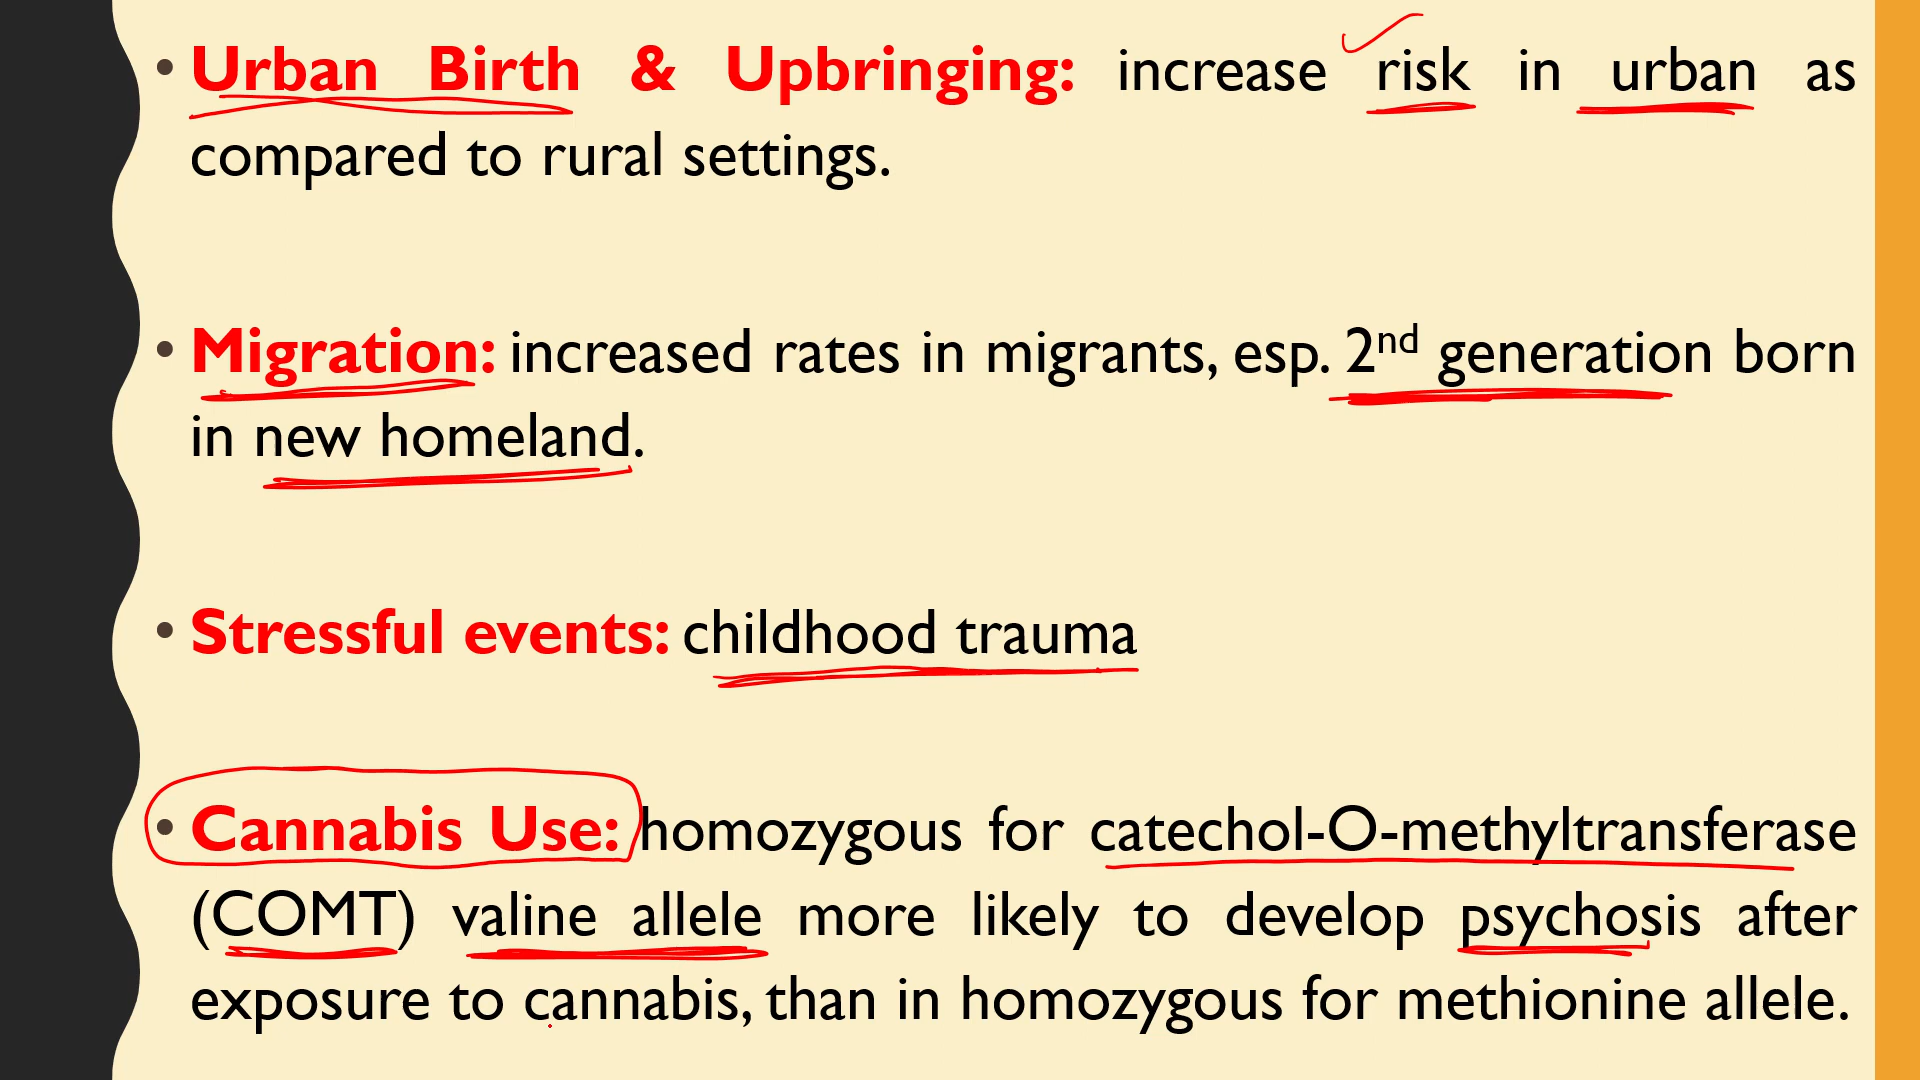 • Urban Birth & Upbringing: increase risk in urban as
compared to rural settings.
• Migration: increased rates in migrants, esp. 2nd generation born
in new homeland.
• Stressful events: childhood trauma
• Cannabis Use: homozygous for catechol-O-methyltransferase
(COMT) valine allele more likely to develop psychosis after
exposure to cannabis, than in homozygous for methionine allele.